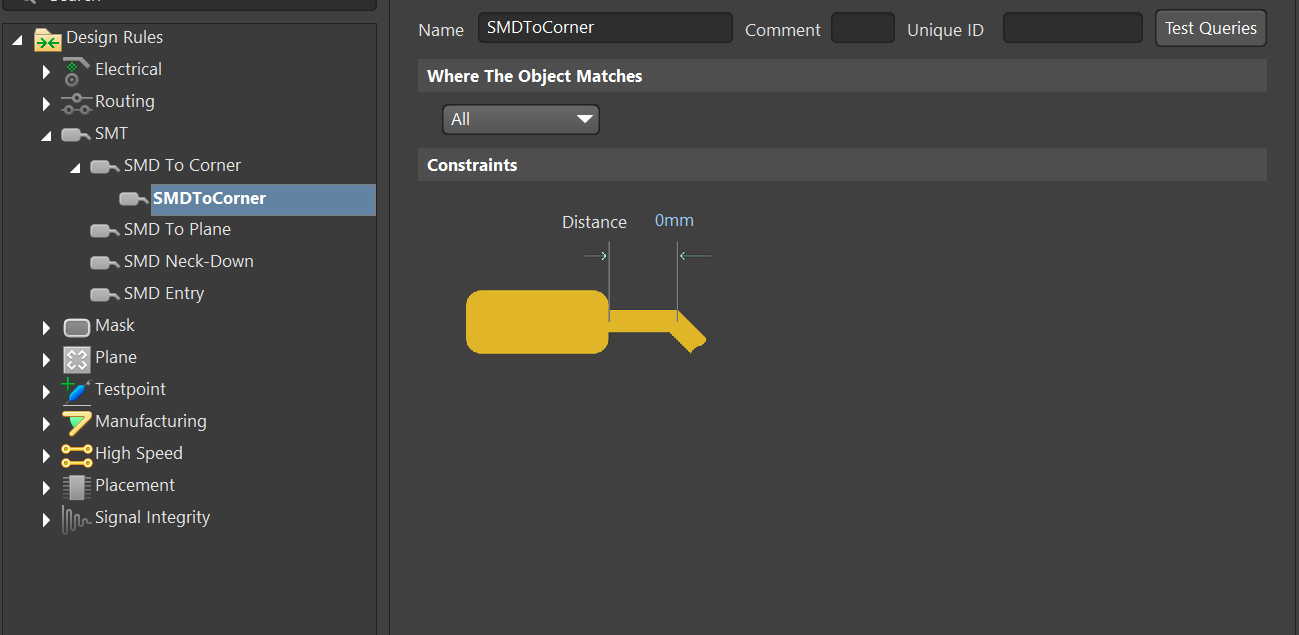 Design Rules
Electrical
Routing
SMT
SMD To Corner
SMDToCorner
SMD To Plane
SMD Neck-Down
SMD Entry
Mask
Plane
Testpoint
Manufacturing
High Speed
Placement
Signal Integrity
Name SMDToCorner Comment Unique ID Test Queries
Where The Object Matches
All
Constraints
Distance 0mm